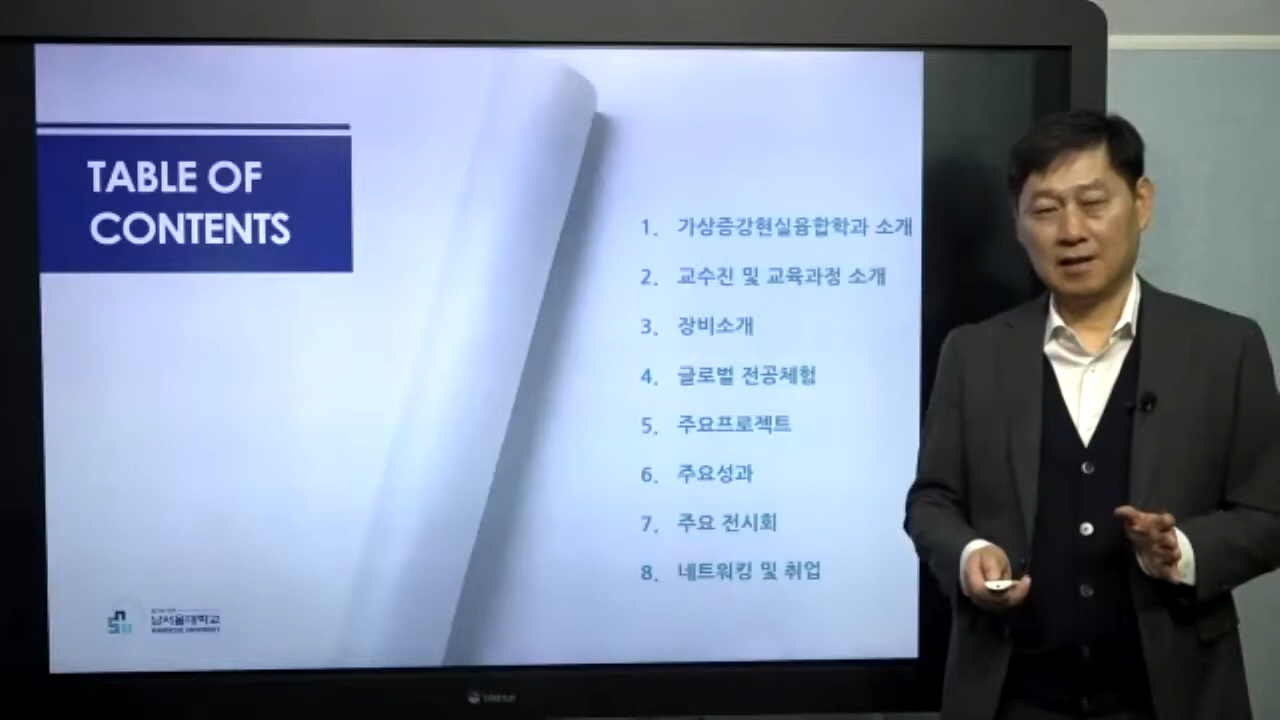 TABLE OF
CONTENTS
1. 가상증강현실융합학과 소개
2. 교수진 및 교육과정 소개
3. 장비소개
4. 글로벌 전공체험
5. 주요프로젝트
6. 주요성과
7. 주요 전시회
8. 네트워킹 및 취업
남서울대학교